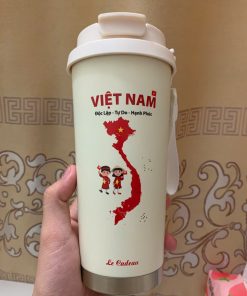 VIỆT NAM
Độc Lập - Tự Do - Hạnh Phúc
Le Cadeau